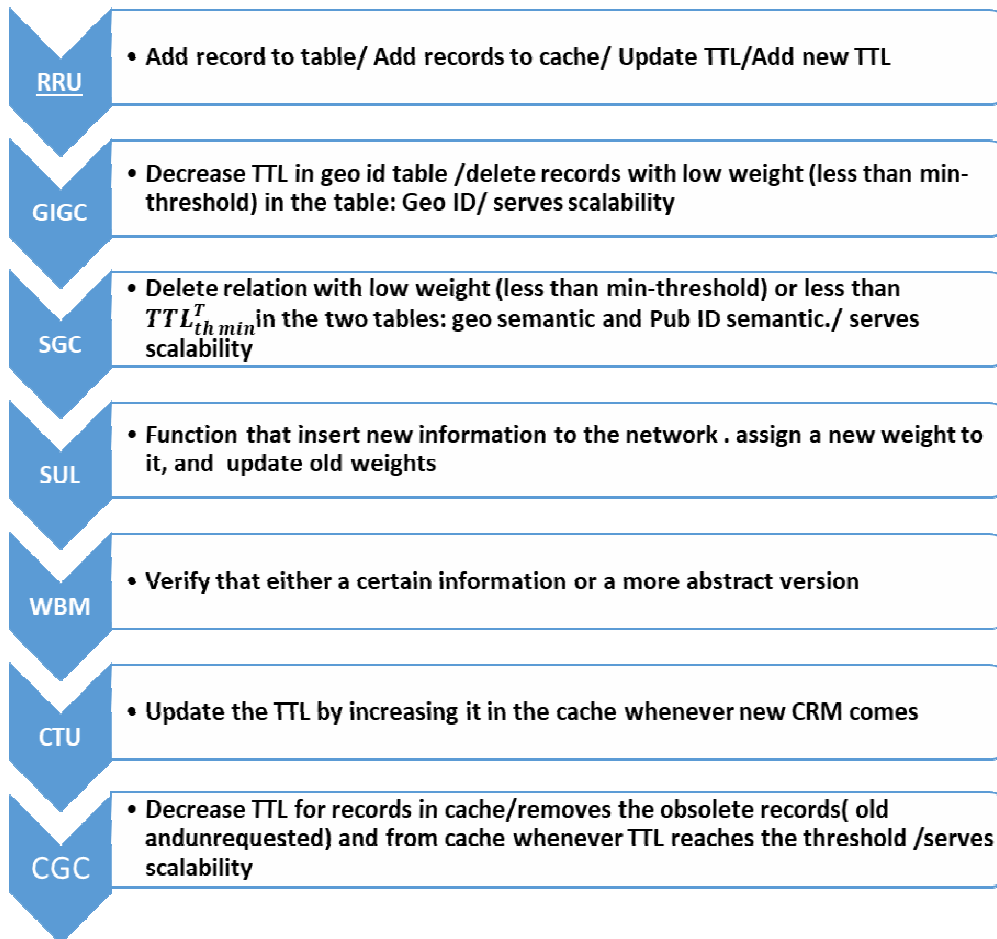 RRU
• Add record to table/ Add records to cache/ Update TTL/Add new TTL
GIGC
• Decrease TTL in geo id table /delete records with low weight (less than min-
threshold) in the table: Geo ID/ serves scalability
SGC
• Delete relation with low weight (less than min-threshold) or less than
TTL^T_{th min} in the two tables: geo semantic and Pub ID semantic./ serves
scalability
SUL
• Function that insert new information to the network . assign a new weight to
it, and update old weights
WBM
• Verify that either a certain information or a more abstract version
CTU
• Update the TTL by increasing it in the cache whenever new CRM comes
CGC
• Decrease TTL for records in cache/removes the obsolete records( old
andunrequested) and from cache whenever TTL reaches the threshold /serves
scalability